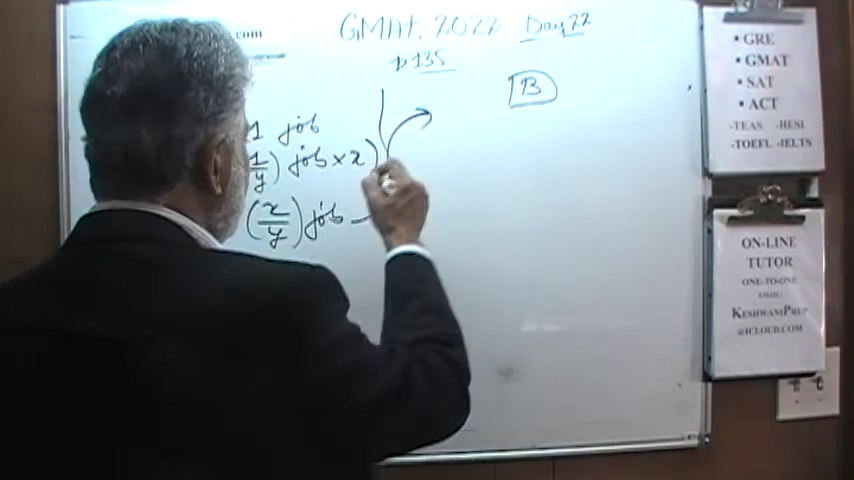 com
GMAT 2022 Day 22
p 135
B
1 job
(1/y) job × x)
(x/y) job
• GRE
• GMAT
• SAT
• ACT
-TEAS -HESI
-TOEFL -IELTS
ON-LINE
TUTOR
ONE-TO-ONE
EMAIL:
KESHWANIPREP
@ICLOUD.COM